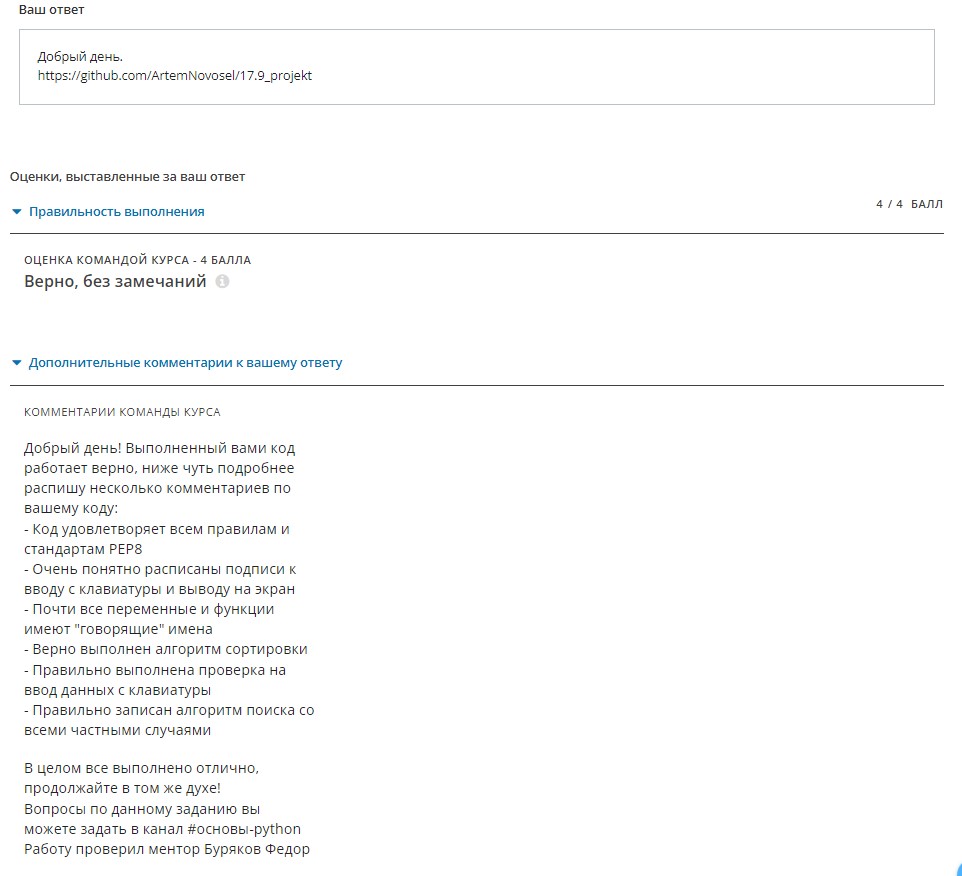 Ваш ответ
Добрый день.
https://github.com/ArtemNovosel/17.9_projekt
Оценки, выставленные за ваш ответ
Правильность выполнения
4 / 4 БАЛЛ
ОЦЕНКА КОМАНДОЙ КУРСА - 4 БАЛЛА
Верно, без замечаний
Дополнительные комментарии к вашему ответу
КОММЕНТАРИИ КОМАНДЫ КУРСА
Добрый день! Выполненный вами код
работает верно, ниже чуть подробнее
распишу несколько комментариев по
вашему коду:
- Код удовлетворяет всем правилам и
стандартам PEP8
- Очень понятно расписаны подписи к
вводу с клавиатуры и выводу на экран
- Почти все переменные и функции
имеют "говорящие" имена
- Верно выполнен алгоритм сортировки
- Правильно выполнена проверка на
ввод данных с клавиатуры
- Правильно записан алгоритм поиска со
всеми частными случаями
В целом все выполнено отлично,
продолжайте в том же духе!
Вопросы по данному заданию вы
можете задать в канал #основы-python
Работу проверил ментор Буряков Федор